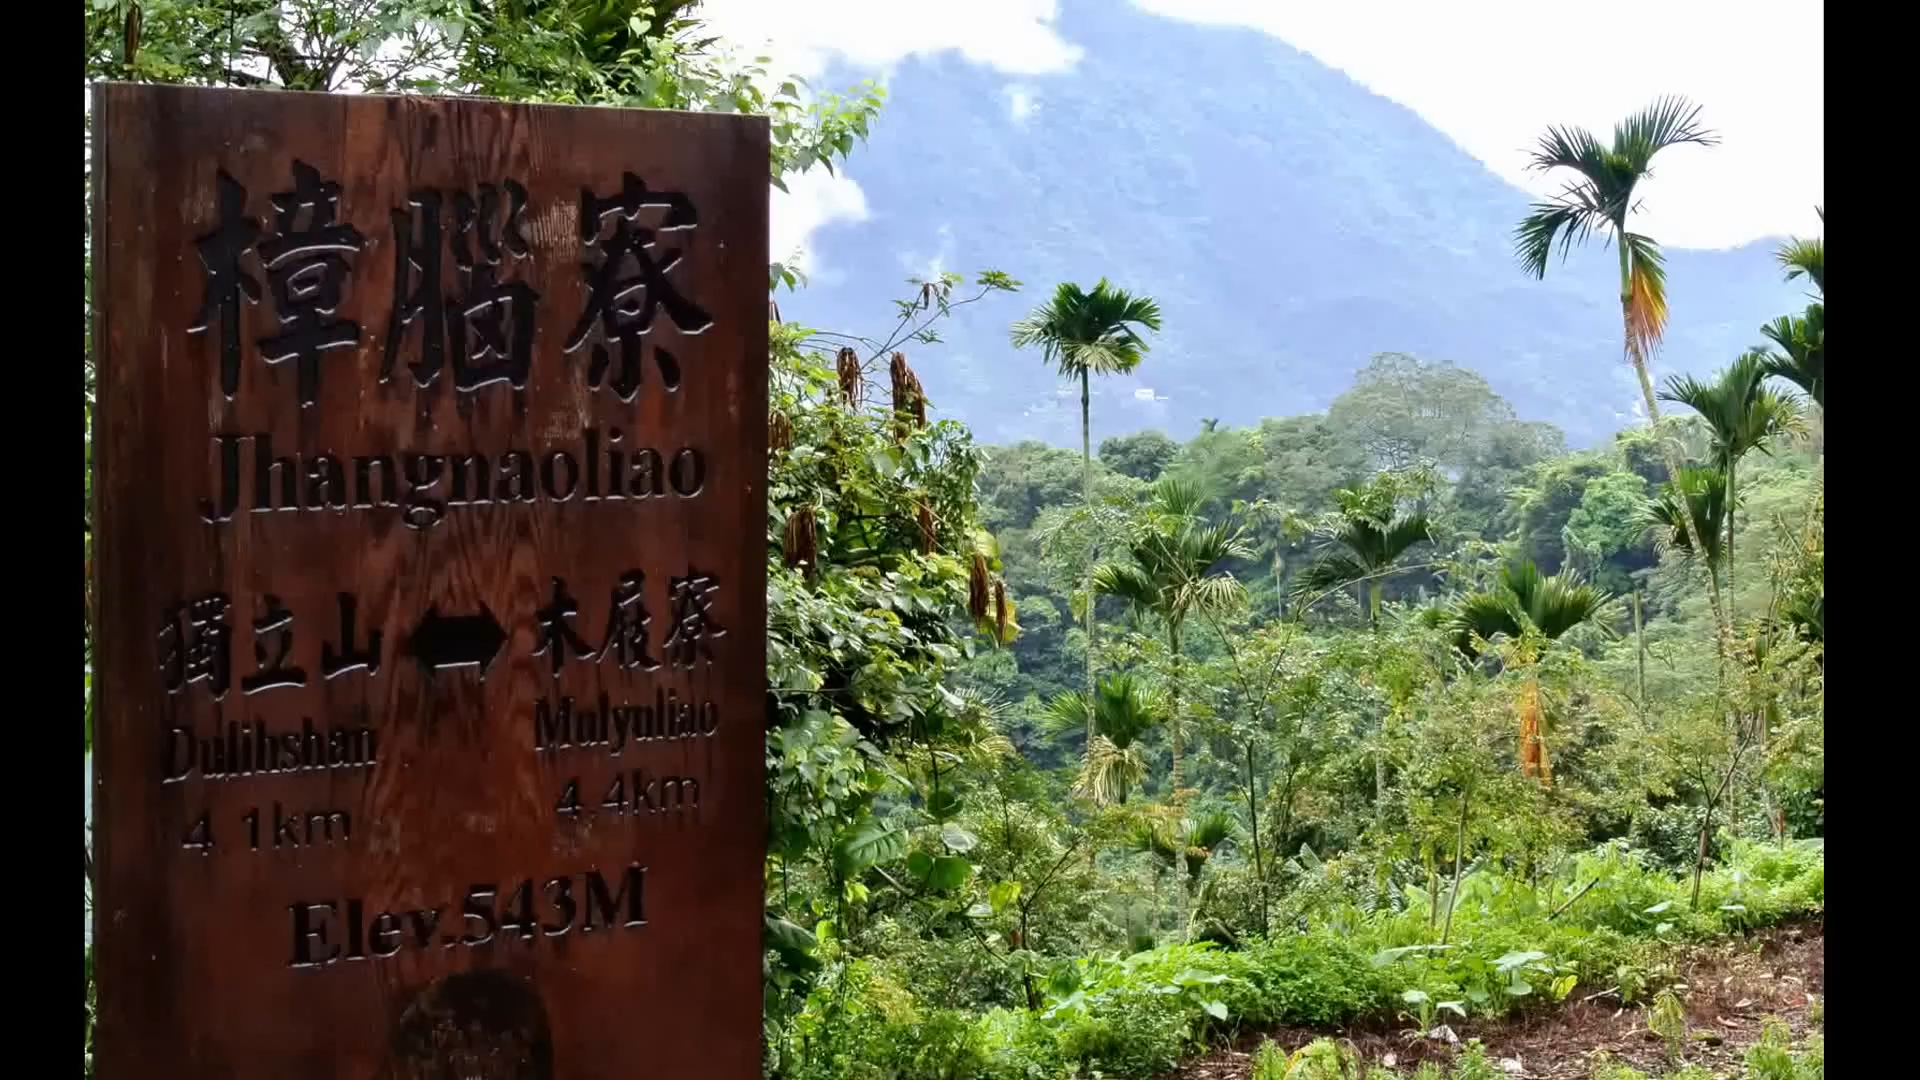 樟腦寮
Jhangnaoliao
獨立山 ⬌ 木屐寮
Dulihshan Mulyuliao
4.1km 4.4km
Elev.543M